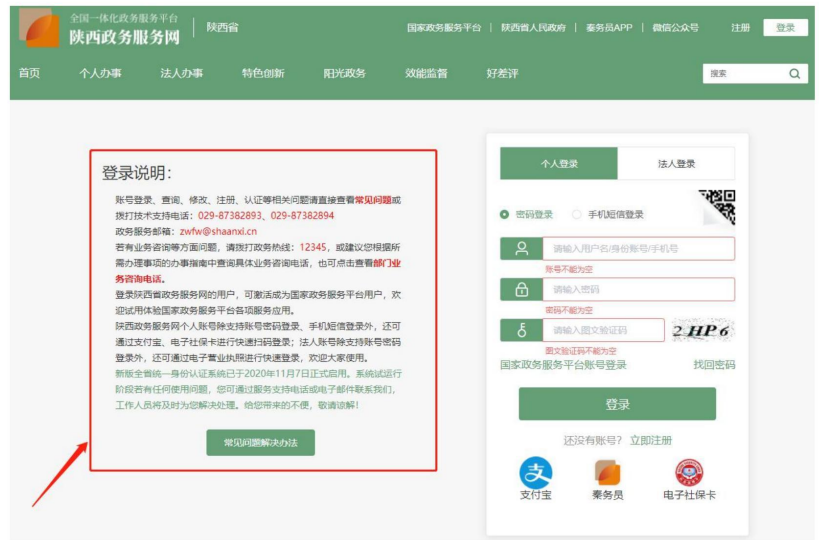 全国一体化政务服务平台
陕西政务服务网
陕西省
国家政务服务平台 | 陕西省人民政府 | 秦务员APP | 微信公众号
注册
登录
首页
个人办事
法人办事
特色创新
阳光政务
效能监督
好差评
搜索
登录说明：
账号登录、查询、修改、注册、认证等相关问题请直接查看常见问题或
拨打技术支持电话：029-87382893、029-87382894
政务服务邮箱：zwfw@shaanxi.cn
若有业务咨询等方面问题，请拨打政务热线：12345，或建议您根据所
需办理事项的办事指南中查询具体业务咨询电话，也可点击查看部门业
务咨询电话。
登录陕西省政务服务网的用户，可激活成为国家政务服务平台用户，欢
迎试用体验国家政务服务平台各项服务应用。
陕西政务服务网个人账号除支持账号密码登录、手机短信登录外，还可
通过支付宝、电子社保卡进行快速扫码登录；法人账号除支持账号密码
登录外，还可通过电子营业执照进行快速登录，欢迎大家使用。
新版全省统一身份认证系统已于2020年11月7日正式启用。系统试运行
阶段若有任何使用问题，您可通过服务支持电话或电子邮件联系我们，
工作人员将及时为您解决处理。给您带来的不便，敬请谅解！
常见问题解决办法
个人登录
法人登录
密码登录
手机短信登录
请输入用户名/身份账号/手机号
账号不能为空
请输入密码
密码不能为空
请输入图文验证码
2HP6
图文验证码不能为空
国家政务服务平台账号登录
找回密码
登录
还没有账号？ 立即注册
支付宝
秦务员
电子社保卡